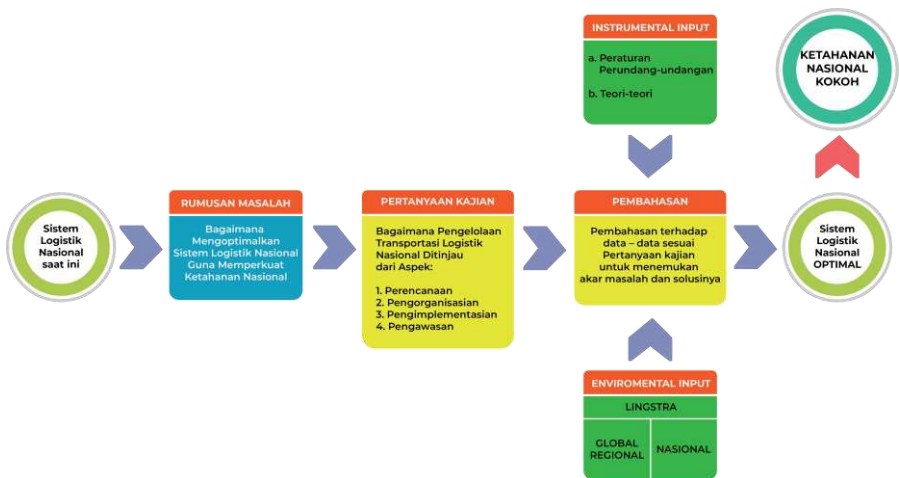 INSTRUMENTAL INPUT
a. Peraturan
Perundang-undangan
b. Teori-teori
KETAHANAN
NASIONAL
KOKOH
Sistem
Logistik
Nasional
saat ini
RUMUSAN MASALAH
Bagaimana
Mengoptimalkan
Sistem Logistik Nasional
Guna Memperkuat
Ketahanan Nasional
PERTANYAAN KAJIAN
Bagaimana Pengelolaan
Transportasi Logistik
Nasional Ditinjau
dari Aspek:
1. Perencanaan
2. Pengorganisasian
3. Pengimplementasian
4. Pengawasan
PEMBAHASAN
Pembahasan terhadap
data – data sesuai
Pertanyaan kajian
untuk menemukan
akar masalah dan solusinya
Sistem
Logistik
Nasional
OPTIMAL
ENVIROMENTAL INPUT
LINGSTRA
GLOBAL
REGIONAL
NASIONAL